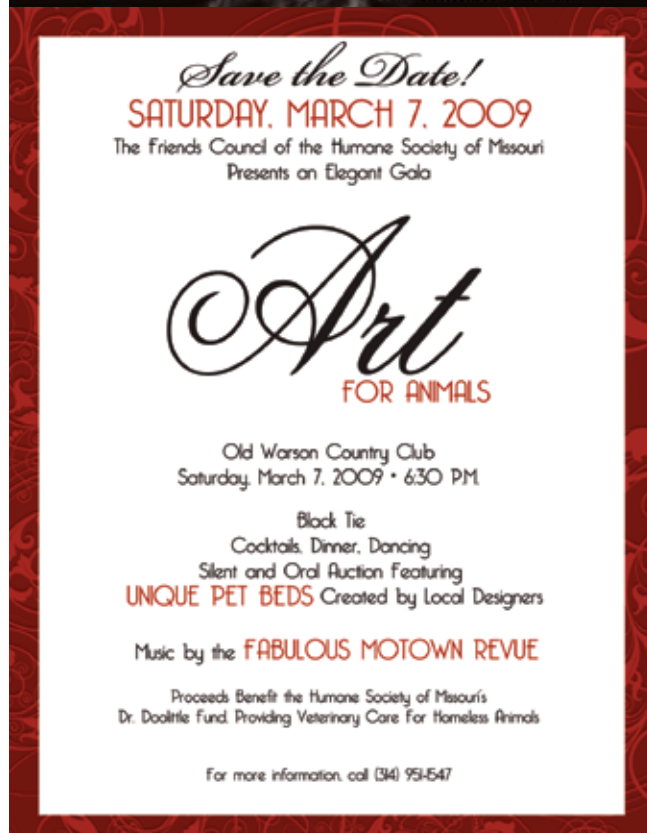 Save the Date!
SATURDAY, MARCH 7, 2009
The Friends Council of the Humane Society of Missouri
Presents an Elegant Gala
Art
FOR ANIMALS
Old Warson Country Club
Saturday, March 7, 2009 • 6:30 P.M.
Black Tie
Cocktails, Dinner, Dancing
Silent and Oral Auction Featuring
UNIQUE PET BEDS Created by Local Designers
Music by the FABULOUS MOTOWN REVUE
Proceeds Benefit the Humane Society of Missouri's
Dr. Doolittle Fund. Providing Veterinary Care For Homeless Animals
For more information, call (314) 951-1547